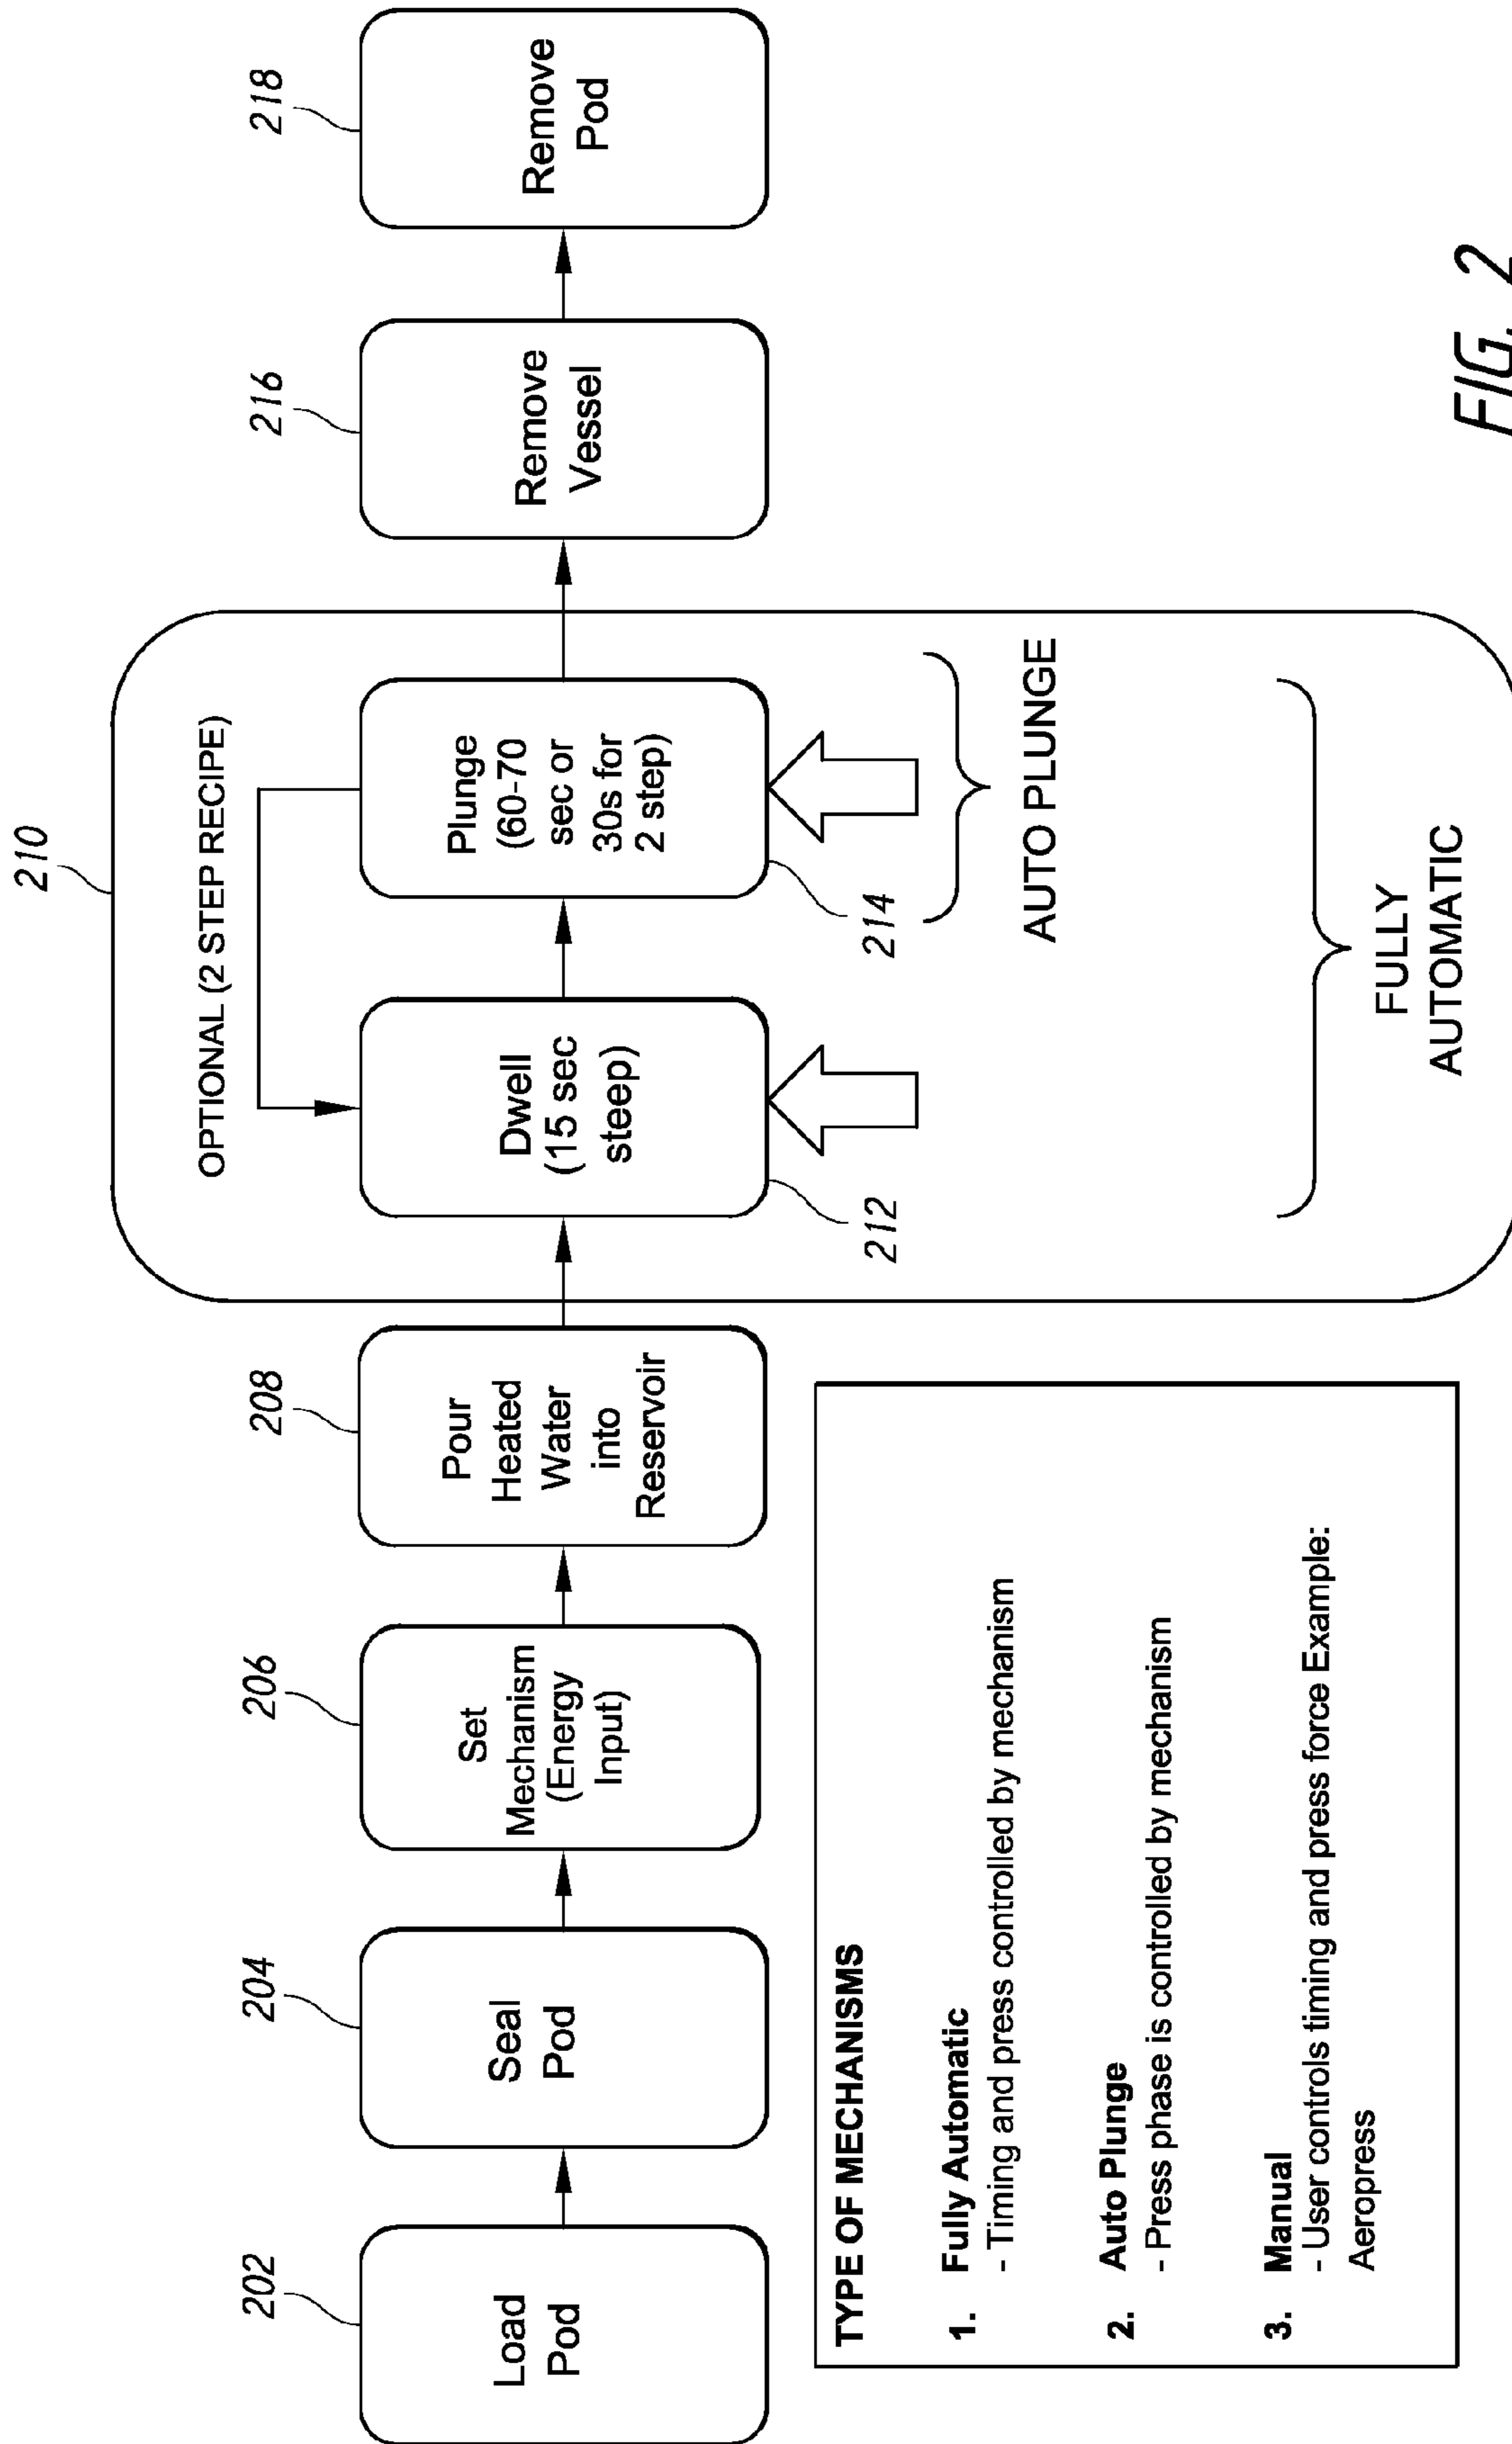 210
OPTIONAL (2 STEP RECIPE)
202
Load
Pod
204
Seal
Pod
206
Set
Mechanism
(Energy
Input)
208
Pour
Heated
Water
into
Reservoir
Dwell
(15 sec
steep)
212
Plunge
(60-70
sec or
30s for
2 step)
214
216
Remove
Vessel
218
Remove
Pod
AUTO PLUNGE
FULLY
AUTOMATIC
TYPE OF MECHANISMS
1. Fully Automatic
- Timing and press controlled by mechanism
2. Auto Plunge
- Press phase is controlled by mechanism
3. Manual
- User controls timing and press force Example:
Aeropress
FIG. 2